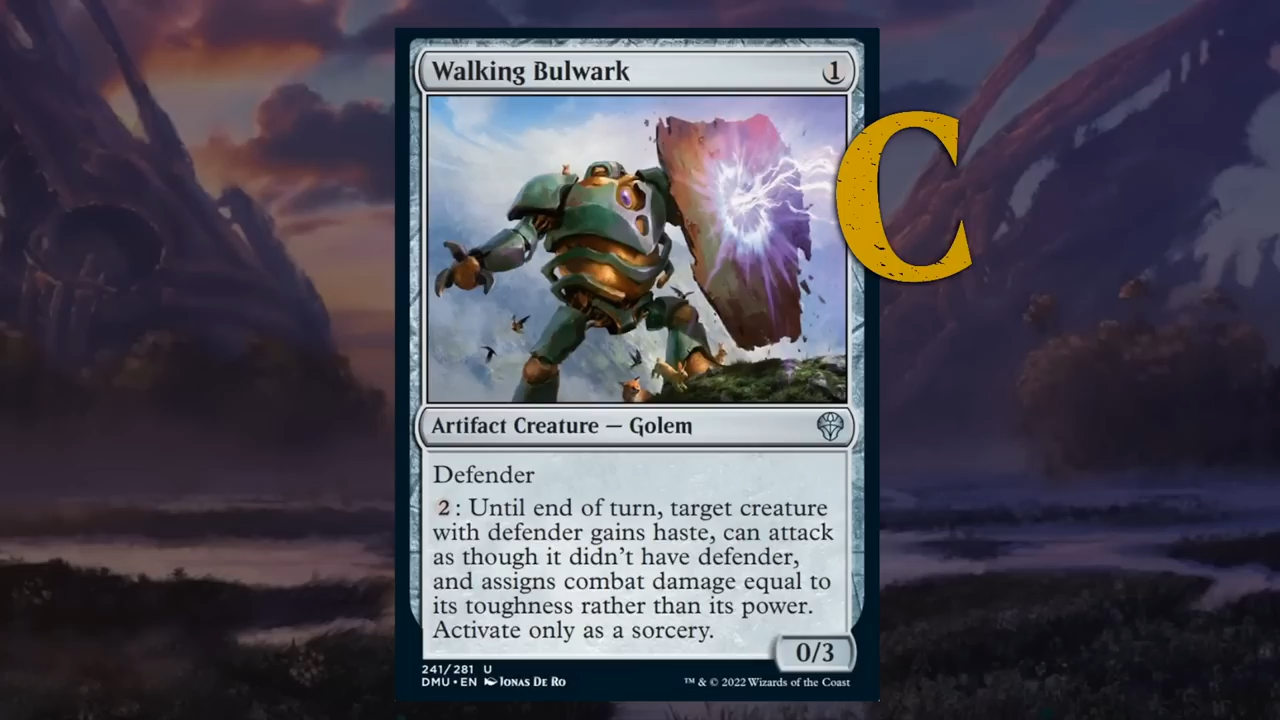 Walking Bulwark 1
C
Artifact Creature — Golem
Defender
2: Until end of turn, target creature
with defender gains haste, can attack
as though it didn't have defender,
and assigns combat damage equal to
its toughness rather than its power.
Activate only as a sorcery.
0/3
241/281 U
DMU • EN Jonas De Ro ™ & © 2022 Wizards of the Coast